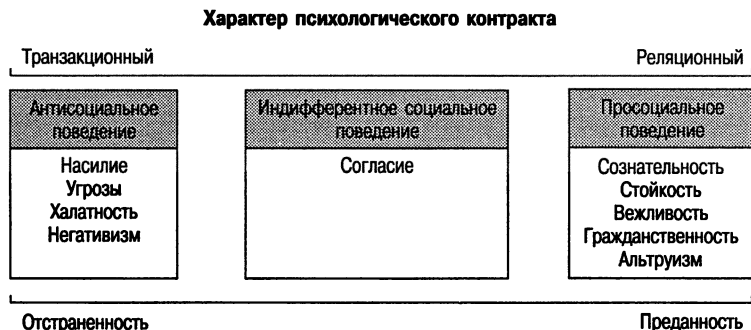 Характер психологического контракта
Транзакционный
Реляционный
Антисоциальное
поведение
Насилие
Угрозы
Халатность
Негативизм
Индифферентное социальное
поведение
Согласие
Просоциальное
поведение
Сознательность
Стойкость
Вежливость
Гражданственность
Альтруизм
Отстраненность
Преданность